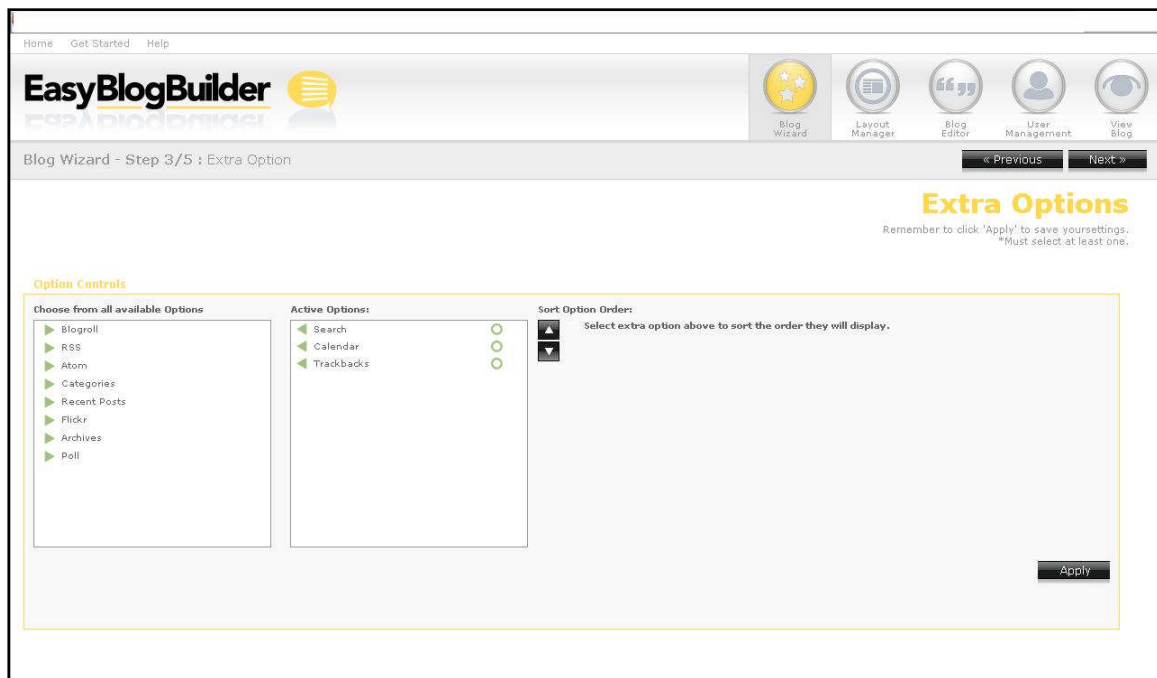 Home Get Started Help
EasyBlogBuilder
Blog Wizard
Layout Manager
Blog Editor
User Management
View Blog
Blog Wizard - Step 3/5 : Extra Option
« Previous Next »
Extra Options
Remember to click 'Apply' to save yoursettings.
*Must select at least one.
Option Controls
Choose from all available Options
Blogroll
RSS
Atom
Categories
Recent Posts
Flickr
Archives
Poll
Active Options:
Search
Calendar
Trackbacks
Sort Option Order:
Select extra option above to sort the order they will display.
Apply